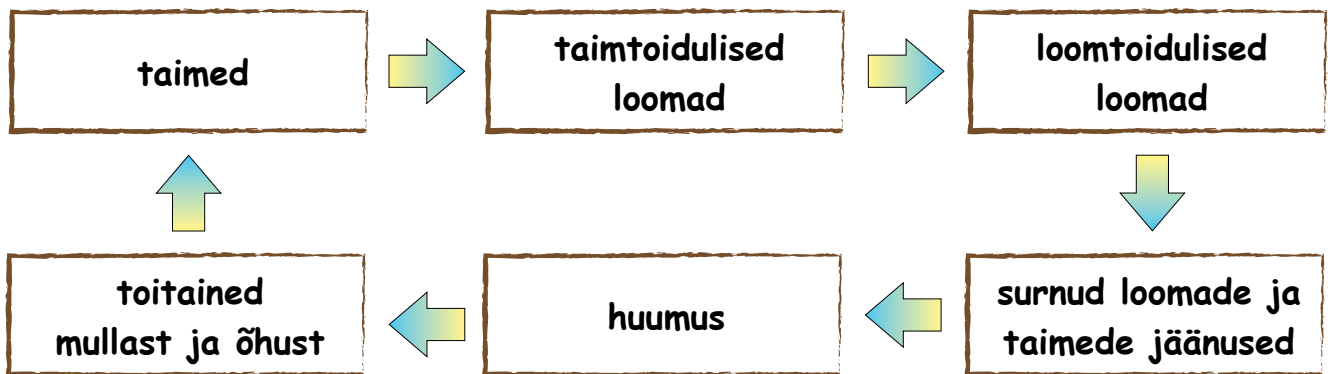 taimed
taimtoidulised
loomad
loomtoidulised
loomad
toitained
mullast ja õhust
huumus
surnud loomade ja
taimede jäänused